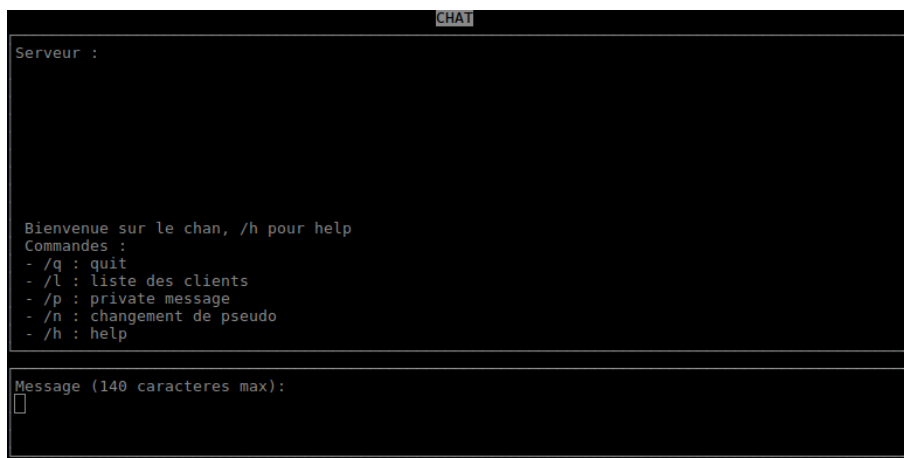 CHAT
Serveur :
Bienvenue sur le chan, /h pour help
Commandes :
- /q : quit
- /l : liste des clients
- /p : private message
- /n : changement de pseudo
- /h : help
Message (140 caracteres max):